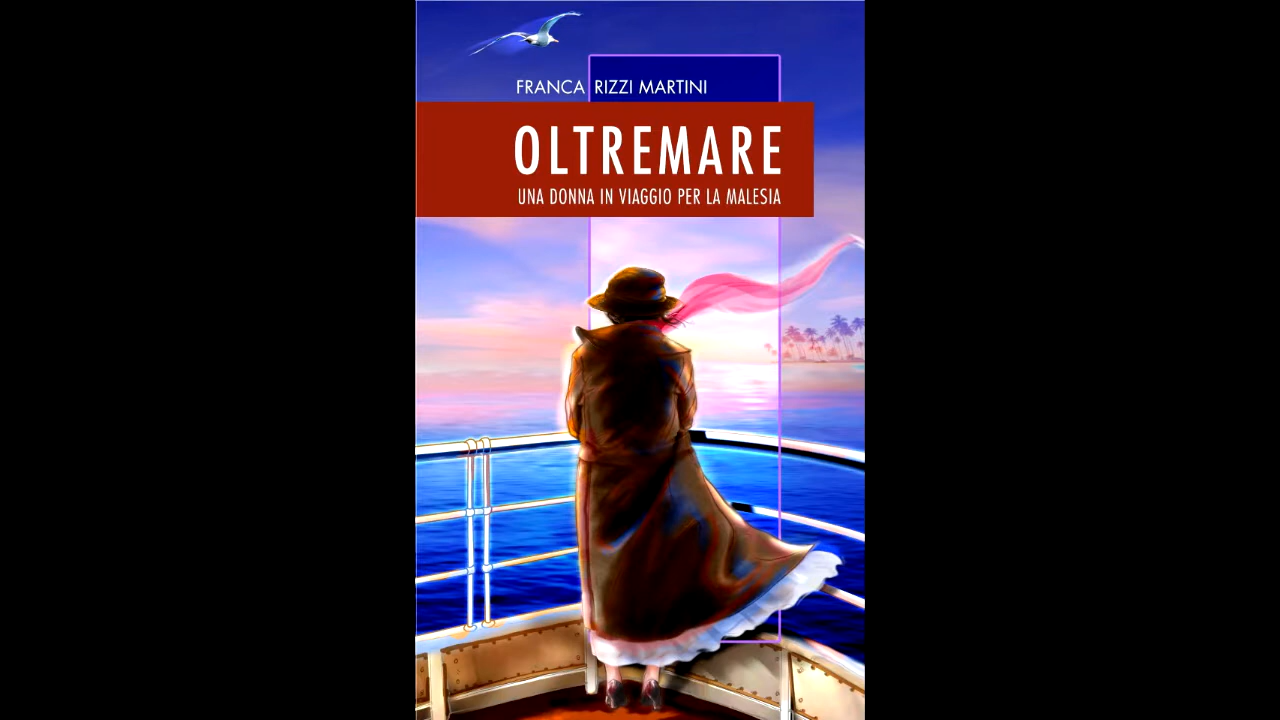 FRANCA RIZZI MARTINI
OLTREMARE
UNA DONNA IN VIAGGIO PER LA MALESIA